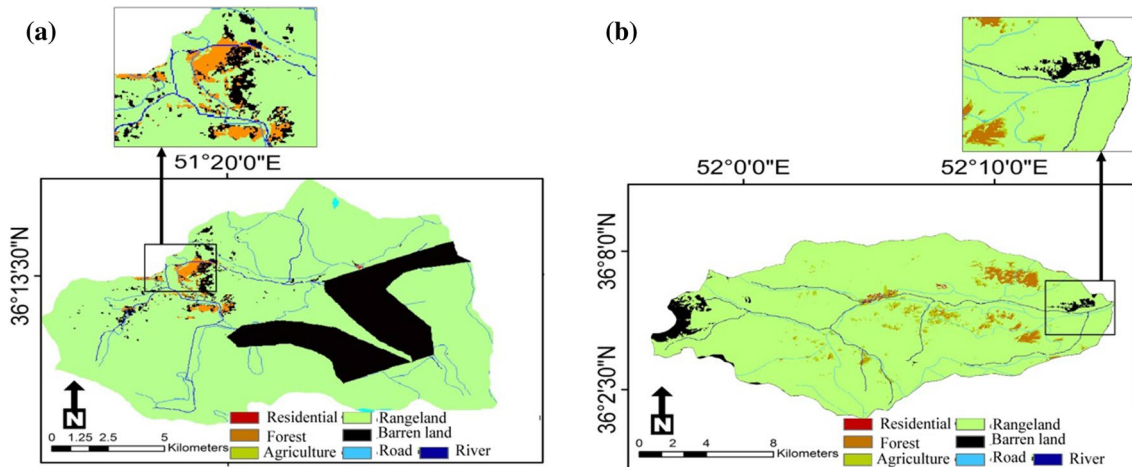 (a)
51°20'0"E
36°13'30"N
N
0 1.25 2.5 5
Kilometers
Residential
Forest
Agriculture
Rangeland
Barren land
Road
River
(b)
52°0'0"E 52°10'0"E
36°8'0"N
36°2'30"N
N
0 2 4 8
Kilometers
Residential
Forest
Agriculture
Rangeland
Barren land
Road
River